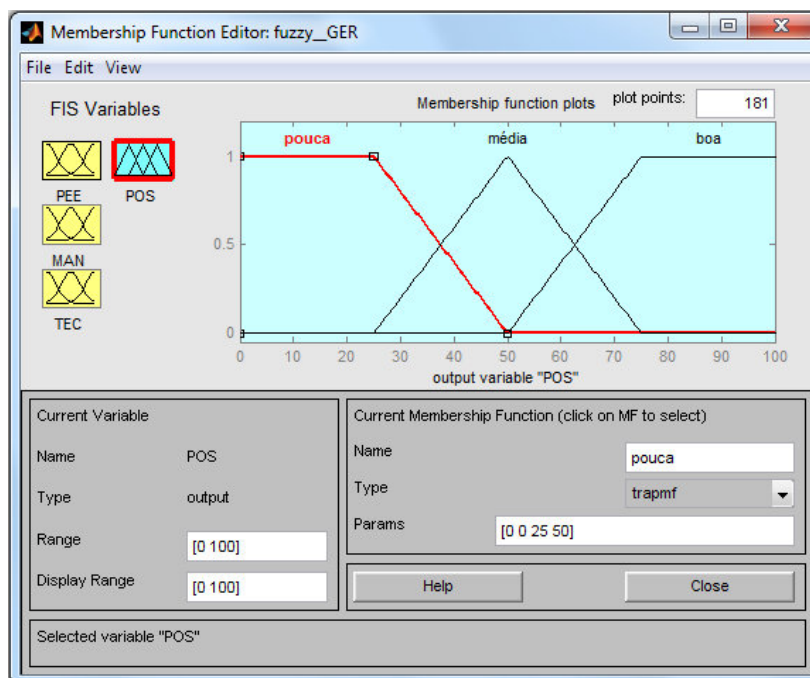 Membership Function Editor: fuzzy__GER
File Edit View
FIS Variables
PEE
POS
MAN
TEC
Membership function plots
plot points: 181
pouca
média
boa
1
0.5
0
0 10 20 30 40 50 60 70 80 90 100
output variable "POS"
Current Variable
Name POS
Type output
Range [0 100]
Display Range [0 100]
Current Membership Function (click on MF to select)
Name pouca
Type trapmf
Params [0 0 25 50]
Help
Close
Selected variable "POS"